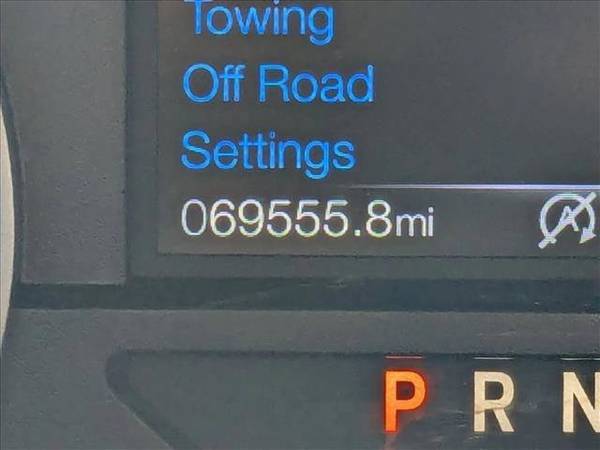 Towing
Off Road
Settings
069555.8mi
P R N